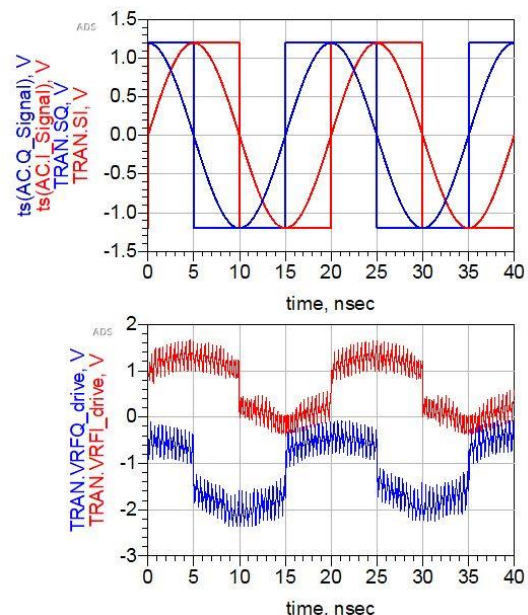 ADS
ts(AC.Q_Signal), V
ts(AC.I_Signal), V
TRAN.SQ, V
TRAN.SI, V
1.5
1.0
0.5
0.0
-0.5
-1.0
-1.5
0 5 10 15 20 25 30 35 40
time, nsec
ADS
TRAN.VRFQ_drive, V
TRAN.VRFI_drive, V
2
1
0
-1
-2
-3
0 5 10 15 20 25 30 35 40
time, nsec